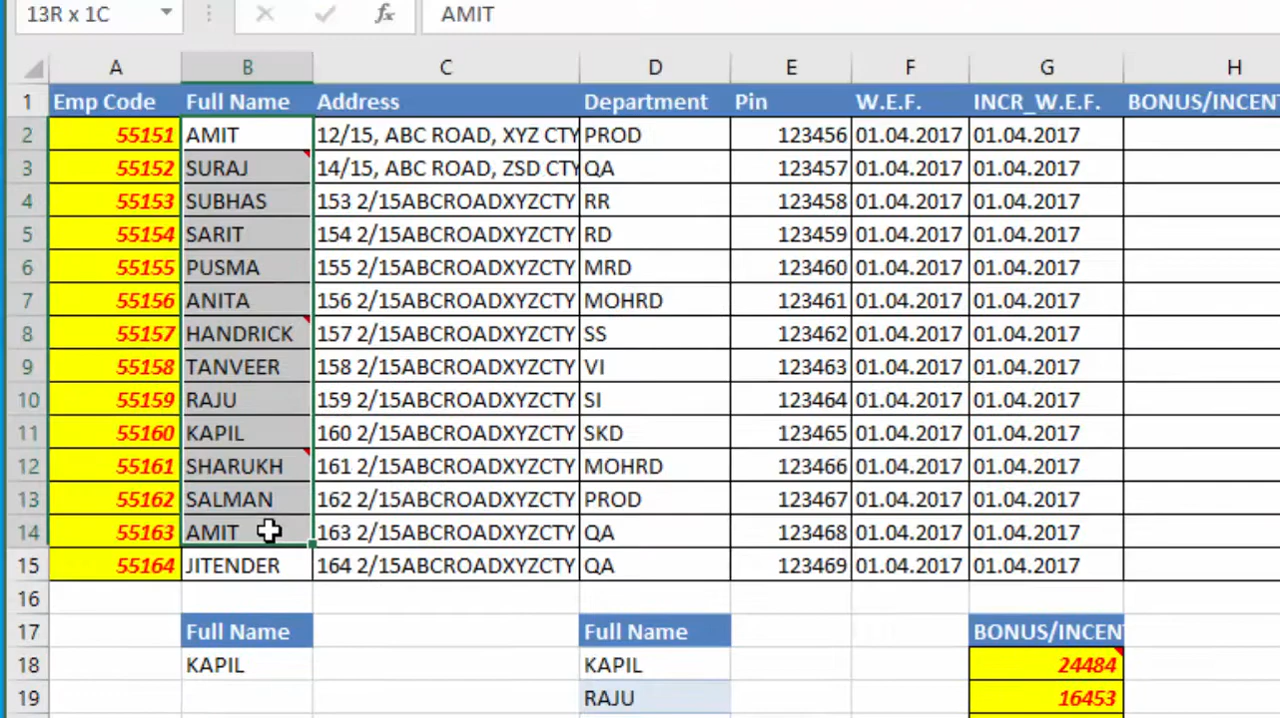 13R x 1C fx AMIT
A B C D E F G H
1 Emp Code Full Name Address Department Pin W.E.F. INCR_W.E.F. BONUS/INCENT
2 55151 AMIT 12/15, ABC ROAD, XYZ CTY PROD 123456 01.04.2017 01.04.2017
3 55152 SURAJ 14/15, ABC ROAD, ZSD CTY QA 123457 01.04.2017 01.04.2017
4 55153 SUBHAS 153 2/15ABCROADXYZCTY RR 123458 01.04.2017 01.04.2017
5 55154 SARIT 154 2/15ABCROADXYZCTY RD 123459 01.04.2017 01.04.2017
6 55155 PUSMA 155 2/15ABCROADXYZCTY MRD 123460 01.04.2017 01.04.2017
7 55156 ANITA 156 2/15ABCROADXYZCTY MOHRD 123461 01.04.2017 01.04.2017
8 55157 HANDRICK 157 2/15ABCROADXYZCTY SS 123462 01.04.2017 01.04.2017
9 55158 TANVEER 158 2/15ABCROADXYZCTY VI 123463 01.04.2017 01.04.2017
10 55159 RAJU 159 2/15ABCROADXYZCTY SI 123464 01.04.2017 01.04.2017
11 55160 KAPIL 160 2/15ABCROADXYZCTY SKD 123465 01.04.2017 01.04.2017
12 55161 SHARUKH 161 2/15ABCROADXYZCTY MOHRD 123466 01.04.2017 01.04.2017
13 55162 SALMAN 162 2/15ABCROADXYZCTY PROD 123467 01.04.2017 01.04.2017
14 55163 AMIT 163 2/15ABCROADXYZCTY QA 123468 01.04.2017 01.04.2017
15 55164 JITENDER 164 2/15ABCROADXYZCTY QA 123469 01.04.2017 01.04.2017
16
17 Full Name Full Name BONUS/INCENT
18 KAPIL KAPIL 24484
19 RAJU 16453